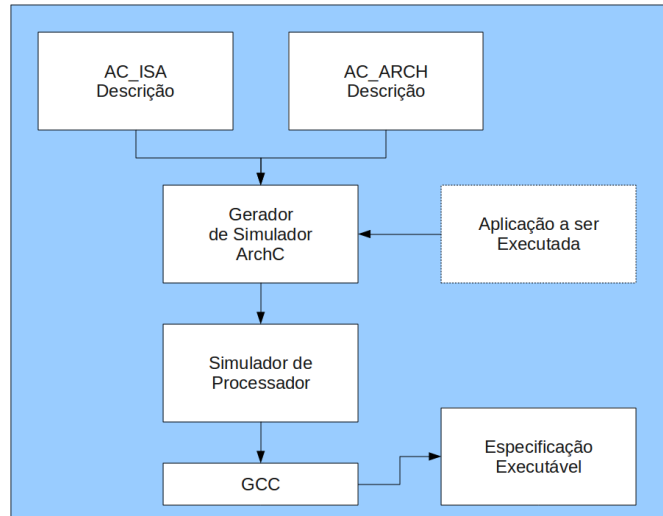 AC_ISA
Descrição
AC_ARCH
Descrição
Gerador
de Simulador
ArchC
Aplicação a ser
Executada
Simulador de
Processador
GCC
Especificação
Executável